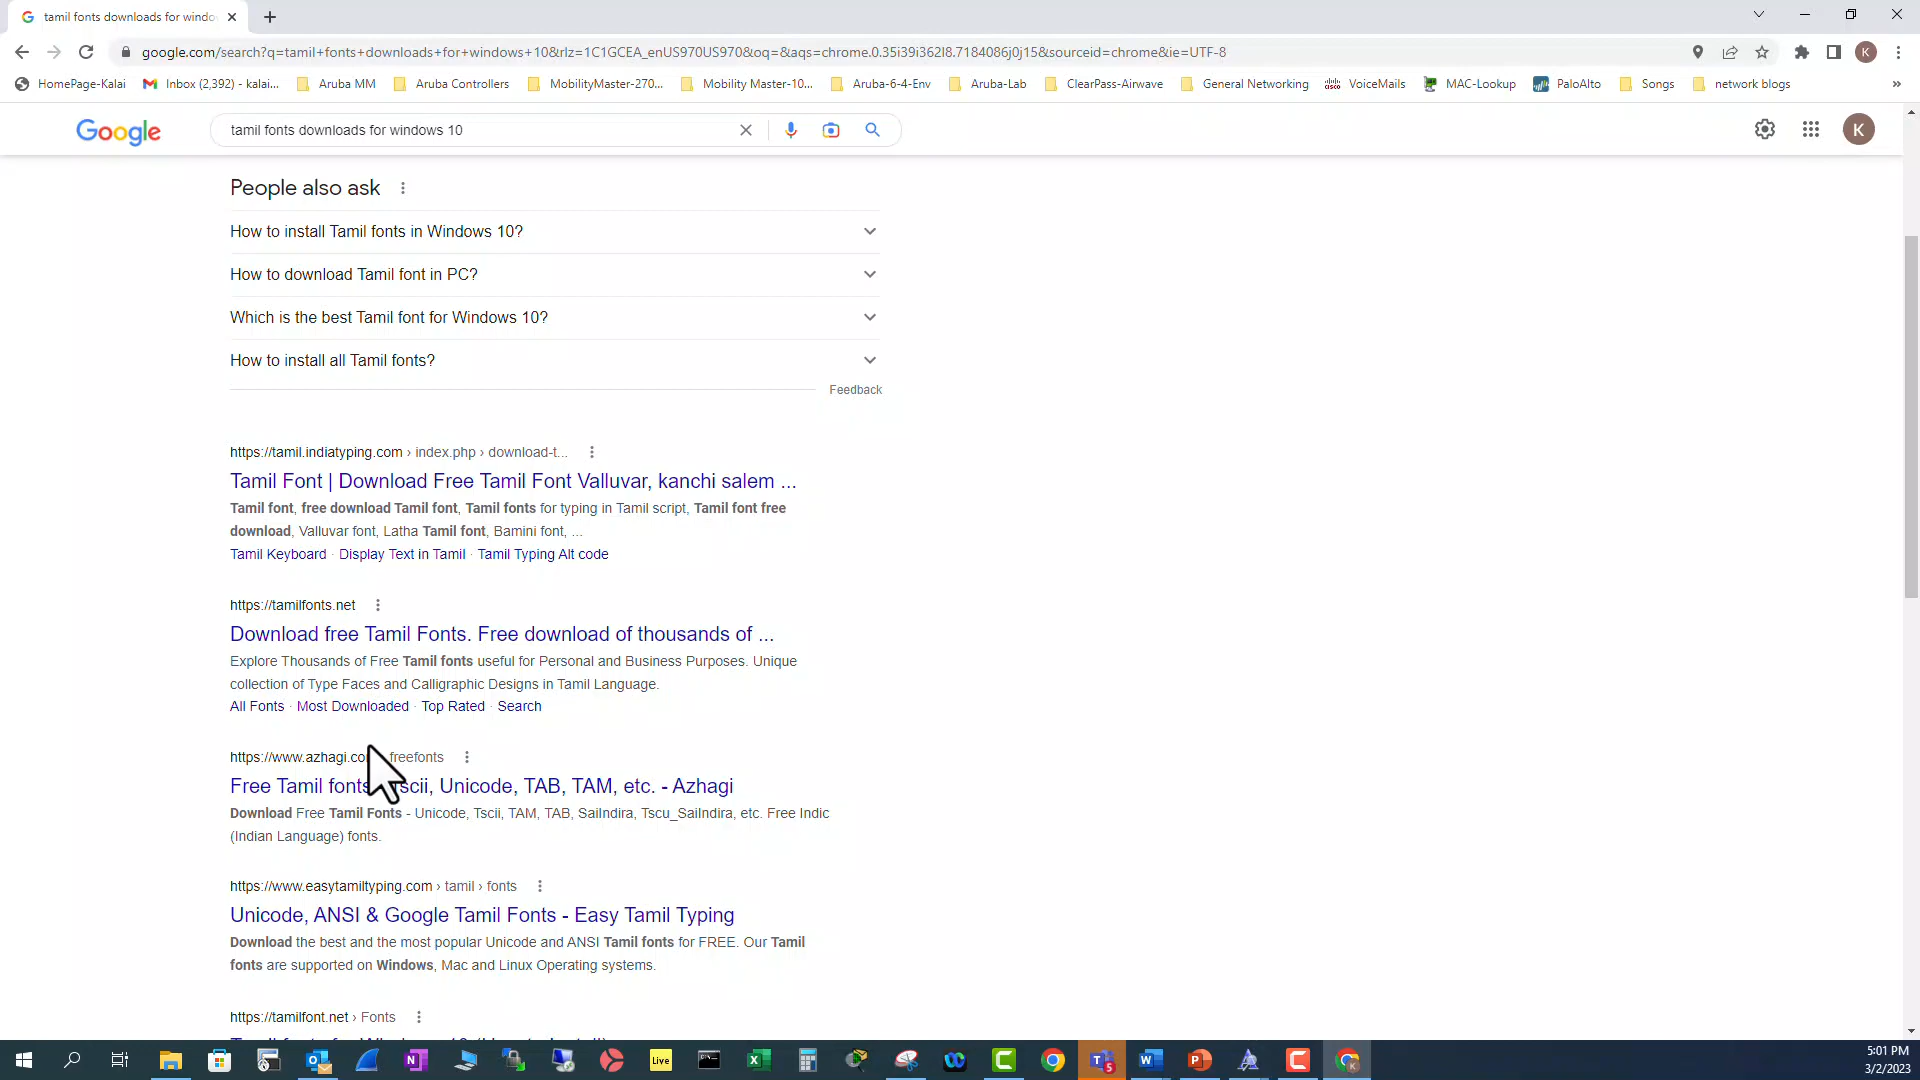 tamil fonts downloads for windo
google.com/search?q=tamil+fonts+downloads+for+windows+10&rlz=1C1GCEA_enUS970US970&oq=&aqs=chrome.0.35i39i362l8.7184086j0j15&sourceid=chrome&ie=UTF-8
K
HomePage-Kalai
Inbox (2,392) - kalai...
Aruba MM
Aruba Controllers
MobilityMaster-270...
Mobility Master-10...
Aruba-6-4-Env
Aruba-Lab
ClearPass-Airwave
General Networking
VoiceMails
MAC-Lookup
PaloAlto
Songs
network blogs
»
Google
tamil fonts downloads for windows 10
K
People also ask
How to install Tamil fonts in Windows 10?
How to download Tamil font in PC?
Which is the best Tamil font for Windows 10?
How to install all Tamil fonts?
Feedback
https://tamil.indiatyping.com › index.php › download-t...
Tamil Font | Download Free Tamil Font Valluvar, kanchi salem ...
Tamil font, free download Tamil font, Tamil fonts for typing in Tamil script, Tamil font free
download, Valluvar font, Latha Tamil font, Bamini font, ...
Tamil Keyboard · Display Text in Tamil · Tamil Typing Alt code
https://tamilfonts.net
Download free Tamil Fonts. Free download of thousands of ...
Explore Thousands of Free Tamil fonts useful for Personal and Business Purposes. Unique
collection of Type Faces and Calligraphic Designs in Tamil Language.
All Fonts · Most Downloaded · Top Rated · Search
https://www.azhagi.co freefonts
Free Tamil fonts scii, Unicode, TAB, TAM, etc. - Azhagi
Download Free Tamil Fonts - Unicode, Tscii, TAM, TAB, SaiIndira, Tscu_SaiIndira, etc. Free Indic
(Indian Language) fonts.
https://www.easytamiltyping.com › tamil › fonts
Unicode, ANSI & Google Tamil Fonts - Easy Tamil Typing
Download the best and the most popular Unicode and ANSI Tamil fonts for FREE. Our Tamil
fonts are supported on Windows, Mac and Linux Operating systems.
https://tamilfont.net › Fonts
Live
5:01 PM
3/2/2023